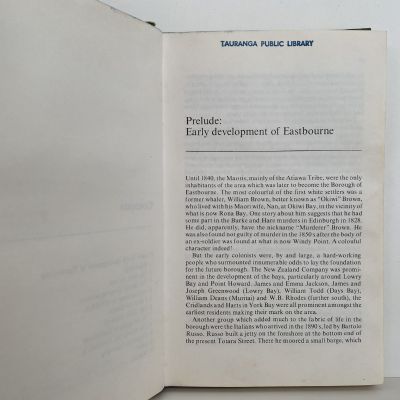 TAURANGA PUBLIC LIBRARY
Prelude:
Early development of Eastbourne
Until 1840, the Maoris, mainly of the Atiawa Tribe, were the only
inhabitants of the area which was later to become the Borough of
Eastbourne. The most colourful of the first white settlers was a
former whaler, William Brown, better known as "Okiwi" Brown,
who lived with his Maori wife, Nan, at Okiwi Bay, in the vicinity of
what is now Rona Bay. One story about him suggests that he had
some part in the Burke and Hare murders in Edinburgh in 1828.
He did, apparently, have the nickname "Murderer" Brown. He
was also found not guilty of murder in the 1850's after the body of
an ex-soldier was found at what is now Windy Point. A colouful
character indeed!
But the early colonists were, by and large, a hard-working
people who surmounted innumerable odds to lay the foundation
for the future borough. The New Zealand Company was promin-
ent in the development of the bays, particularly around Lowry
Bay and Point Howard. James and Emma Jackson, James and
Joseph Greenwood (Lowry Bay), William Todd (Days Bay),
William Deans (Muritai) and W.B. Rhodes (further south), the
Cridlands and Harts in York Bay were all prominent amongst the
earliest residents making their mark on the area.
Another group which added much to the fabric of life in the
borough were the Italians who arrived in the 1890's, led by Bartolo
Russo. Russo built a jetty on the foreshore at the bottom end of
the present Totara Street. There he moored a small barge, which